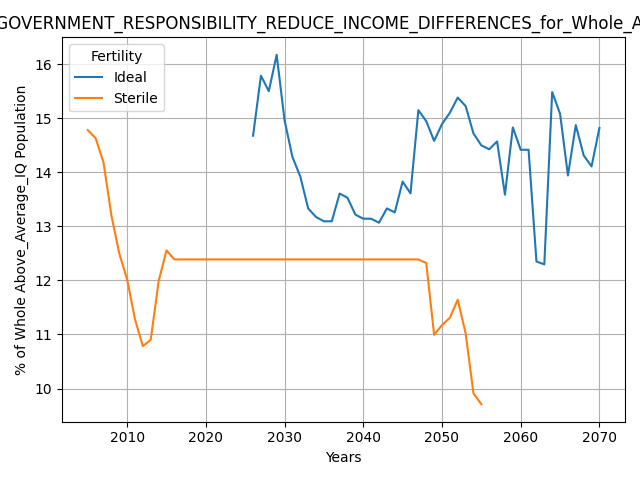 GOVERNMENT_RESPONSIBILITY_REDUCE_INCOME_DIFFERENCES_for_Whole_A
Fertility
Ideal
Sterile
% of Whole Above_Average_IQ Population
16
15
14
13
12
11
10
2010 2020 2030 2040 2050 2060 2070
Years